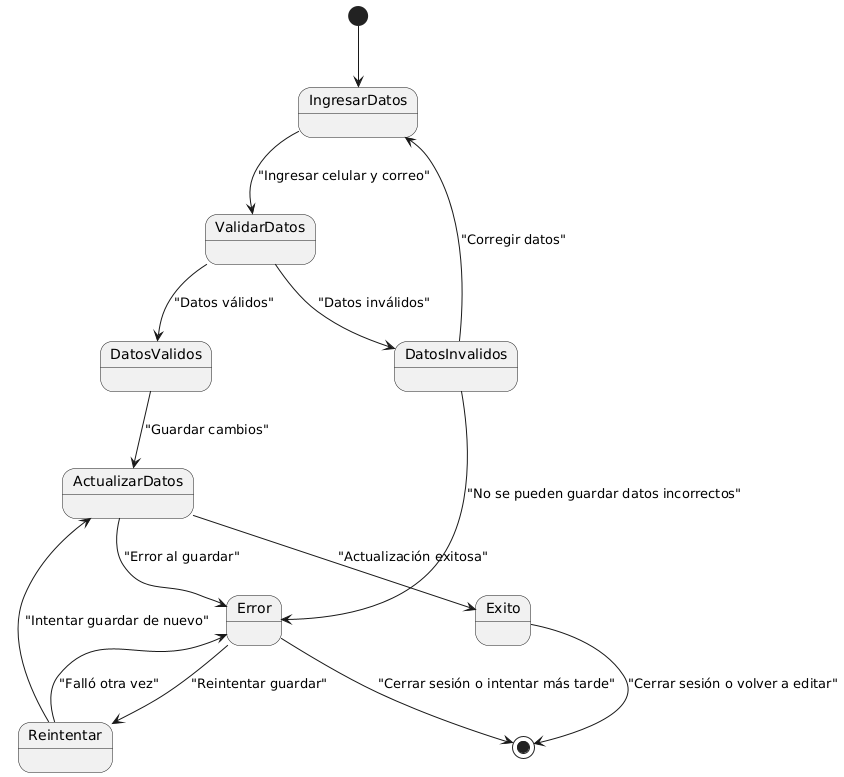 IngresarDatos
"Ingresar celular y correo"
ValidarDatos
"Corregir datos"
"Datos válidos"
"Datos inválidos"
DatosValidos
DatosInvalidos
"Guardar cambios"
ActualizarDatos
"No se pueden guardar datos incorrectos"
"Error al guardar"
"Actualización exitosa"
Error
Exito
"Intentar guardar de nuevo"
"Falló otra vez"
"Reintentar guardar"
"Cerrar sesión o intentar más tarde"
"Cerrar sesión o volver a editar"
Reintentar